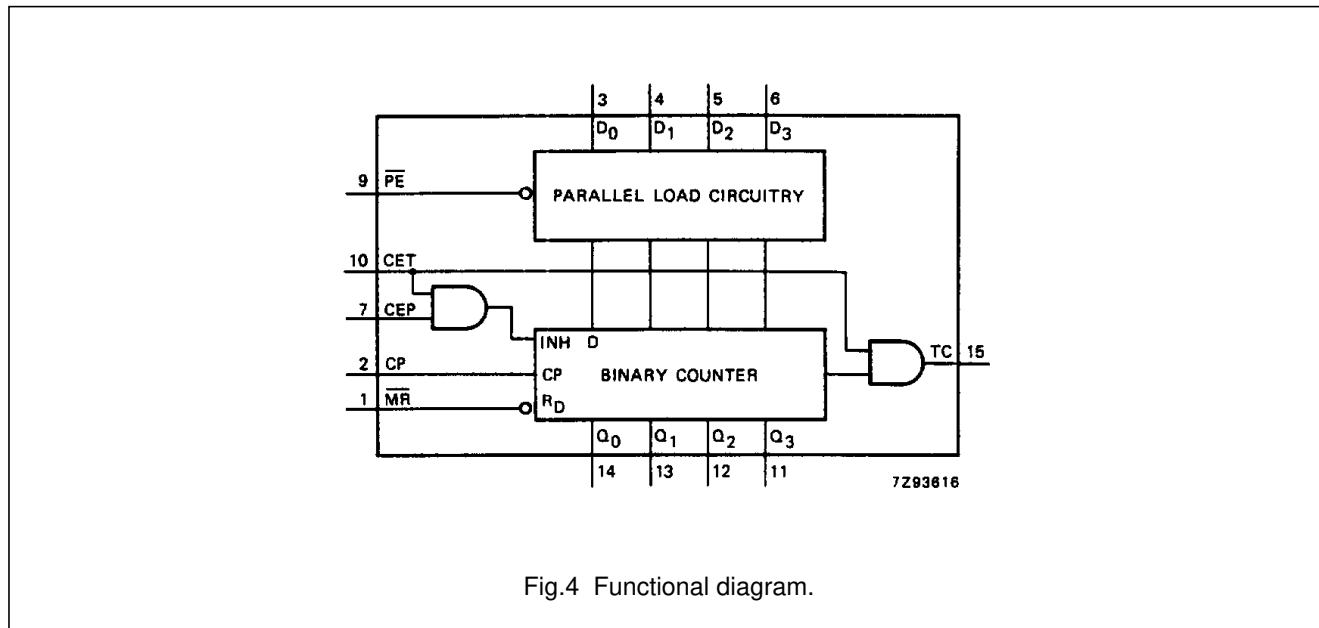 3 4 5 6
D0 D1 D2 D3
9 PE
PARALLEL LOAD CIRCUITRY
10 CET
7 CEP
INH D
TC 15
2 CP
CP BINARY COUNTER
1 MR
RD
Q0 Q1 Q2 Q3
14 13 12 11
7Z93616
Fig.4 Functional diagram.